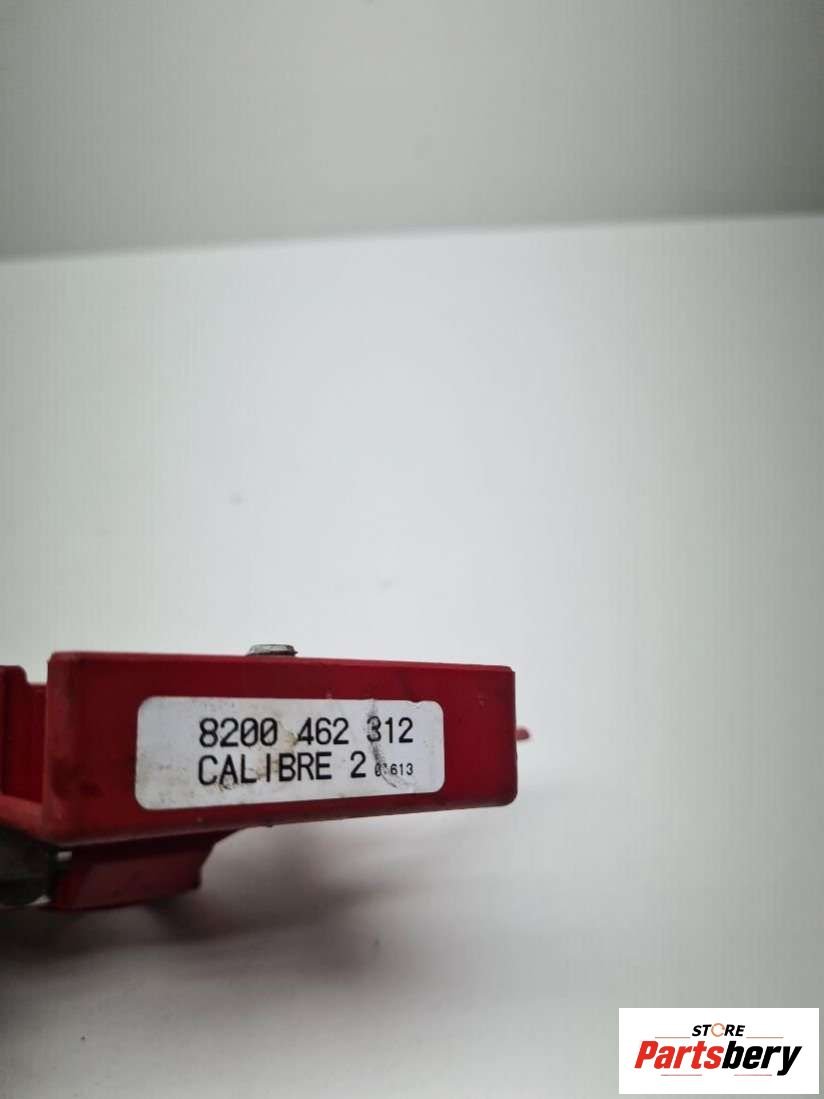 8200 462 312
CALIBRE 2
STORE
Partsbery